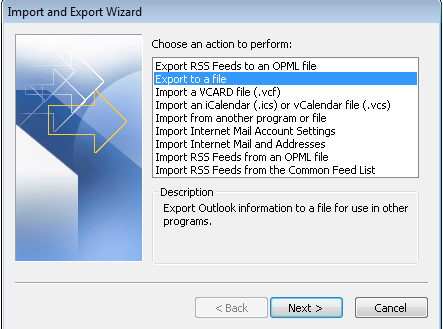 Import and Export Wizard
Choose an action to perform:
Export RSS Feeds to an OPML file
Export to a file
Import a VCARD file (.vcf)
Import an iCalendar (.ics) or vCalendar file (.vcs)
Import from another program or file
Import Internet Mail Account Settings
Import Internet Mail and Addresses
Import RSS Feeds from an OPML file
Import RSS Feeds from the Common Feed List
Description
Export Outlook information to a file for use in other
programs.
< Back Next > Cancel